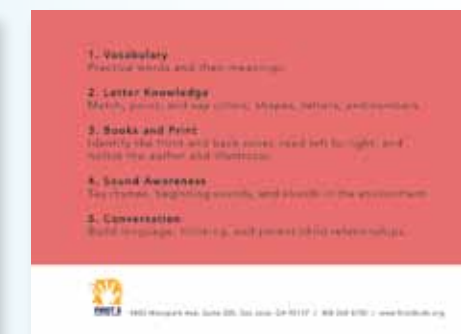 1. Vocabulary
Practice words and their meanings.
2. Letter Knowledge
Match, point, and say colors, shapes, letters, and numbers.
3. Books and Print
Identify the front and back cover, read left to right, and
notice the author and illustrator.
4. Sound Awareness
Say rhymes, beginning sounds, and sounds in the environment.
5. Conversation
Build language, thinking, and parent-child relationships.
FIRST 5